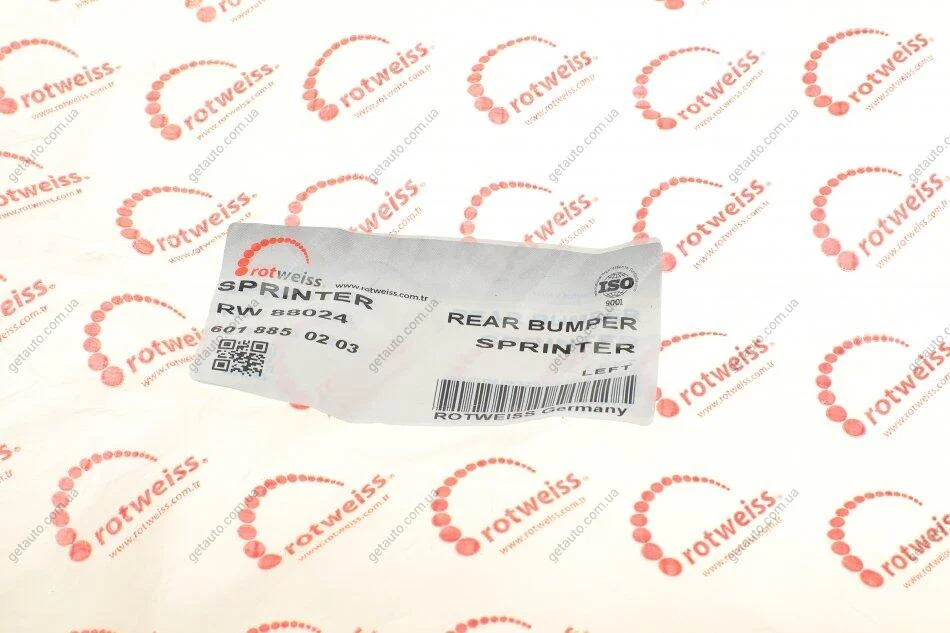 rotweiss®
www.rotweiss.com.tr
getauto.com.ua
rotweiss.
www.rotweiss.com.tr
SPRINTER
RW 88024
601 885 02 03
ISO
9001
REAR BUMPER
SPRINTER
LEFT
ROTWEISS Germany